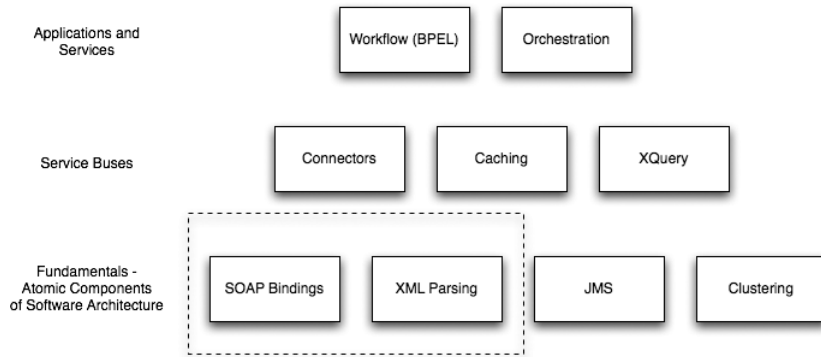 Applications and
Services
Workflow (BPEL)
Orchestration
Service Buses
Connectors
Caching
XQuery
Fundamentals -
Atomic Components
of Software Architecture
SOAP Bindings
XML Parsing
JMS
Clustering